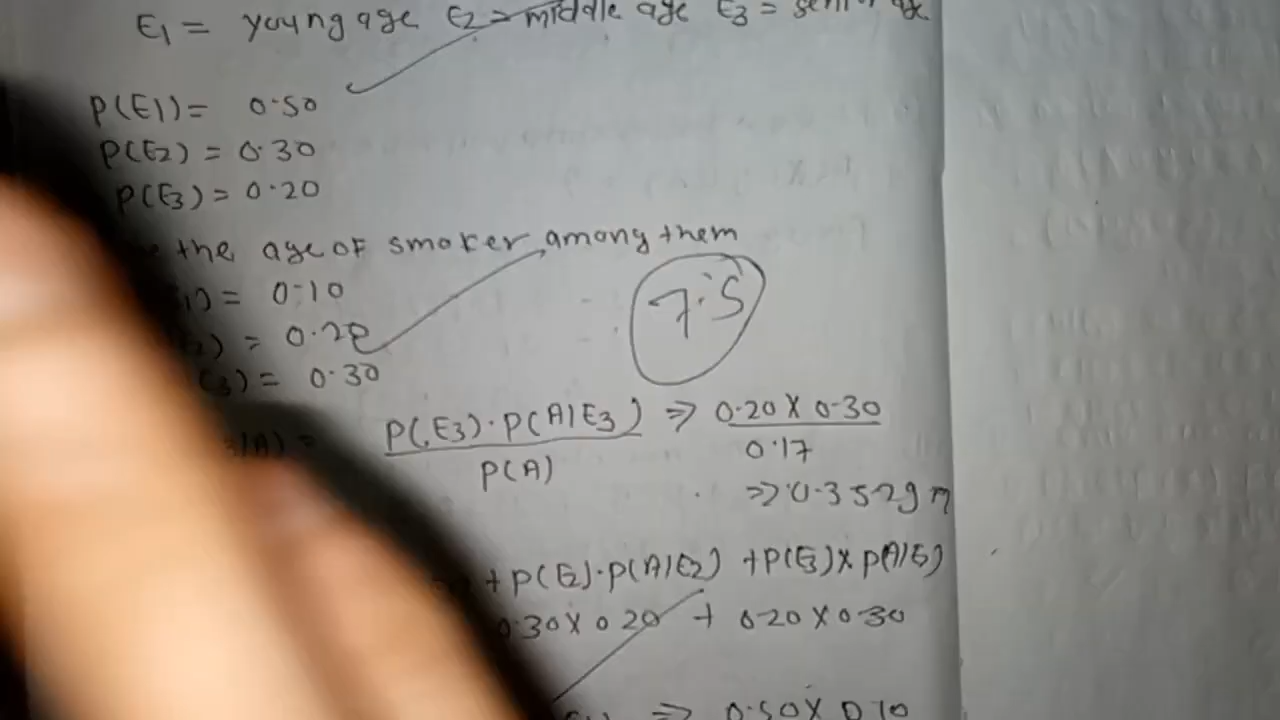 E1 = young age E2 = middle age E3 =
P(E1) = 0.50
P(E2) = 0.30
P(E3) = 0.20
the age of smoker among them
1) = 0.10
) = 0.20
3) = 0.30
7.5
P(E3).P(A/E3) => 0.20 X 0.30
P(A) 0.17
=> 0.3529
+ P(E2).P(A/E2) + P(E3) x P(A/E3)
0.30 X 0.20 + 0.20 X 0.30
=> 0.50 X 0.10